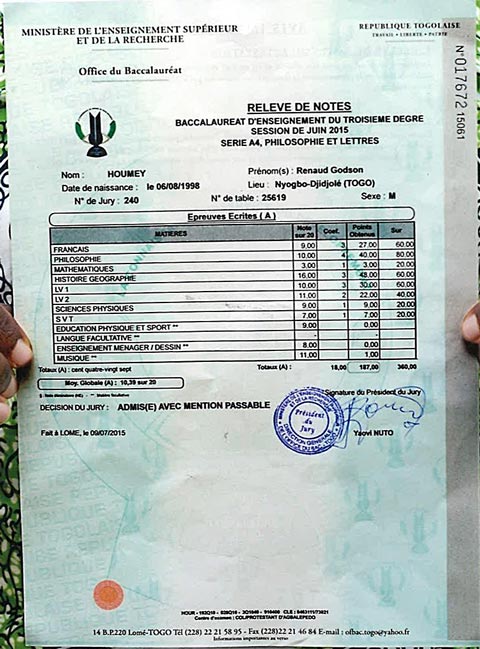 MINISTÈRE DE L'ENSEIGNEMENT SUPÉRIEUR
ET DE LA RECHERCHE
Office du Baccalauréat
REPUBLIQUE TOGOLAISE
TRAVAIL - LIBERTE - PATRIE
N° 017672 15061
RELEVE DE NOTES
BACCALAUREAT D'ENSEIGNEMENT DU TROISIEME DEGRE
SESSION DE JUIN 2015
SERIE A4, PHILOSOPHIE ET LETTRES
Nom : HOUMEY Prénom(s) : Renaud Godson
Date de naissance : le 06/08/1998 Lieu : Nyogbo-Djidjolé (TOGO)
N° de Jury : 240 N° de table : 25619 Sexe : M
Epreuves Ecrites ( A )
MATIERES Note sur 20 Coef. Points Obtenus Sur
FRANCAIS 9,00 3 27,00 60,00
PHILOSOPHIE 10,00 4 40,00 80,00
MATHEMATIQUES 3,00 1 3,00 20,00
HISTOIRE GEOGRAPHIE 16,00 3 48,00 60,00
LV 1 10,00 3 30,00 60,00
LV 2 11,00 2 22,00 40,00
SCIENCES PHYSIQUES 9,00 1 9,00 20,00
S V T 7,00 1 7,00 20,00
EDUCATION PHYSIQUE ET SPORT ** 9,00 0,00
LANGUE FACULTATIVE ** - -
ENSEIGNEMENT MENAGER / DESSIN ** 8,00 0,00
MUSIQUE ** 11,00 1,00
Totaux (A) : cent quatre-vingt sept Totaux (A) : 18,00 187,00 360,00
Moy. Globale (A) : 10,39 sur 20
DECISION DU JURY : ADMIS(E) AVEC MENTION PASSABLE
Signature du Président du Jury
Président
du
Jury
Fait à LOME, le 09/07/2015
Yaovi NUTO
Centre d'examen : COLIPROTESTANT D'AGBALEPEDO
14 B.P.220 Lomé-TOGO Tél (228) 22 21 58 95 - Fax (228)22 21 46 84 E-mail : ofbac.togo@yahoo.fr
Informations importantes au verso